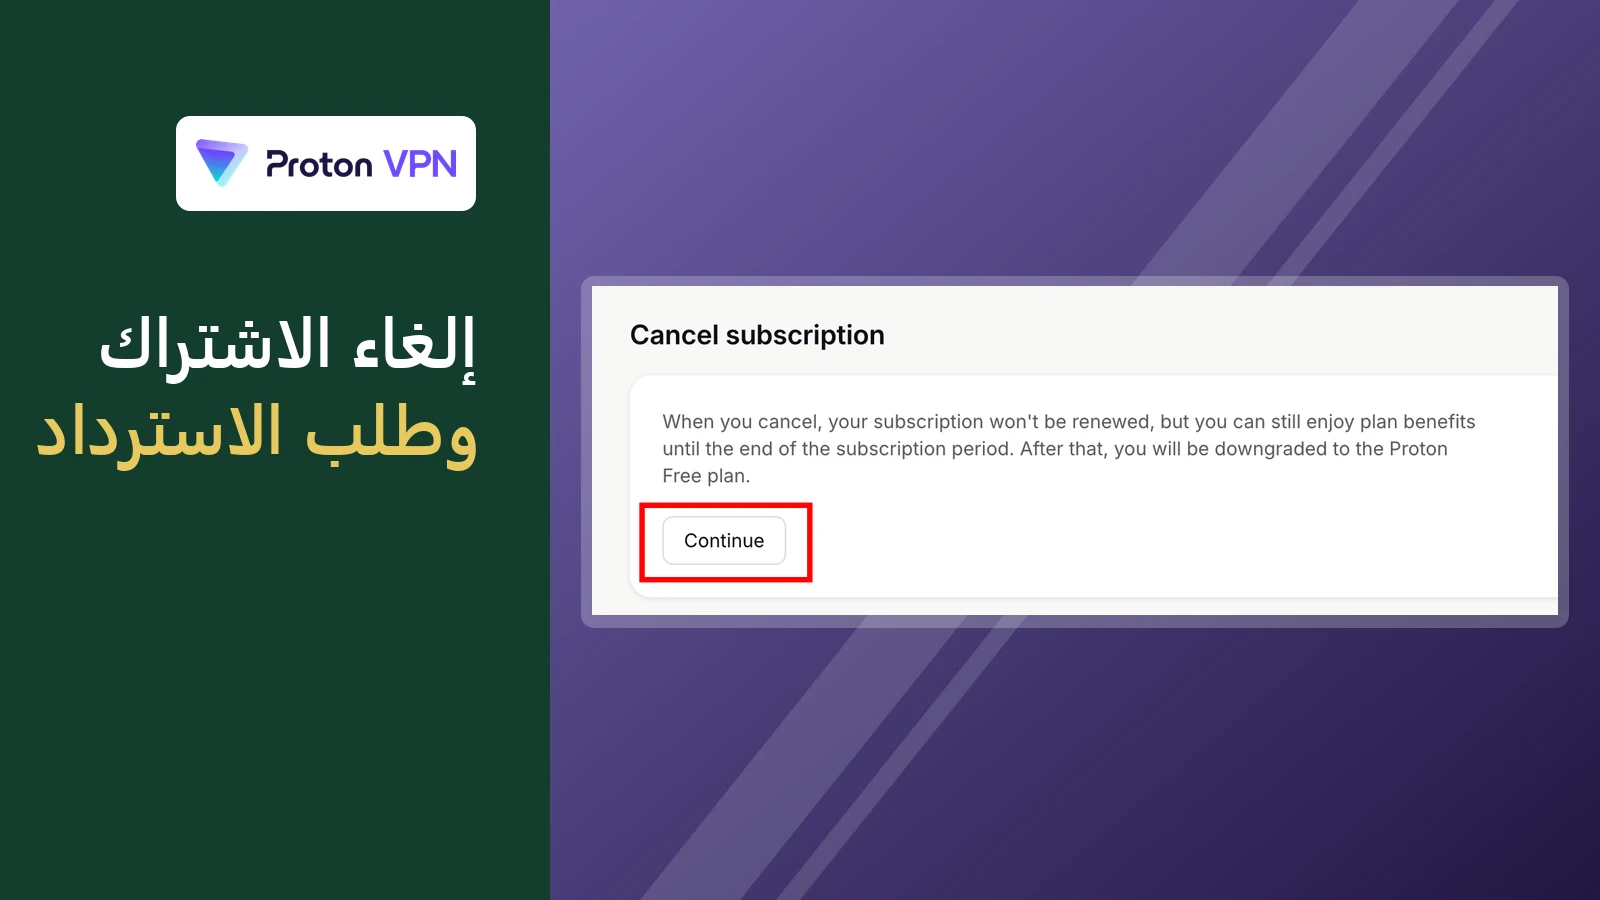 Proton VPN
إلغاء الاشتراك
وطلب الاسترداد
Cancel subscription
When you cancel, your subscription won't be renewed, but you can still enjoy plan benefits
until the end of the subscription period. After that, you will be downgraded to the Proton
Free plan.
Continue